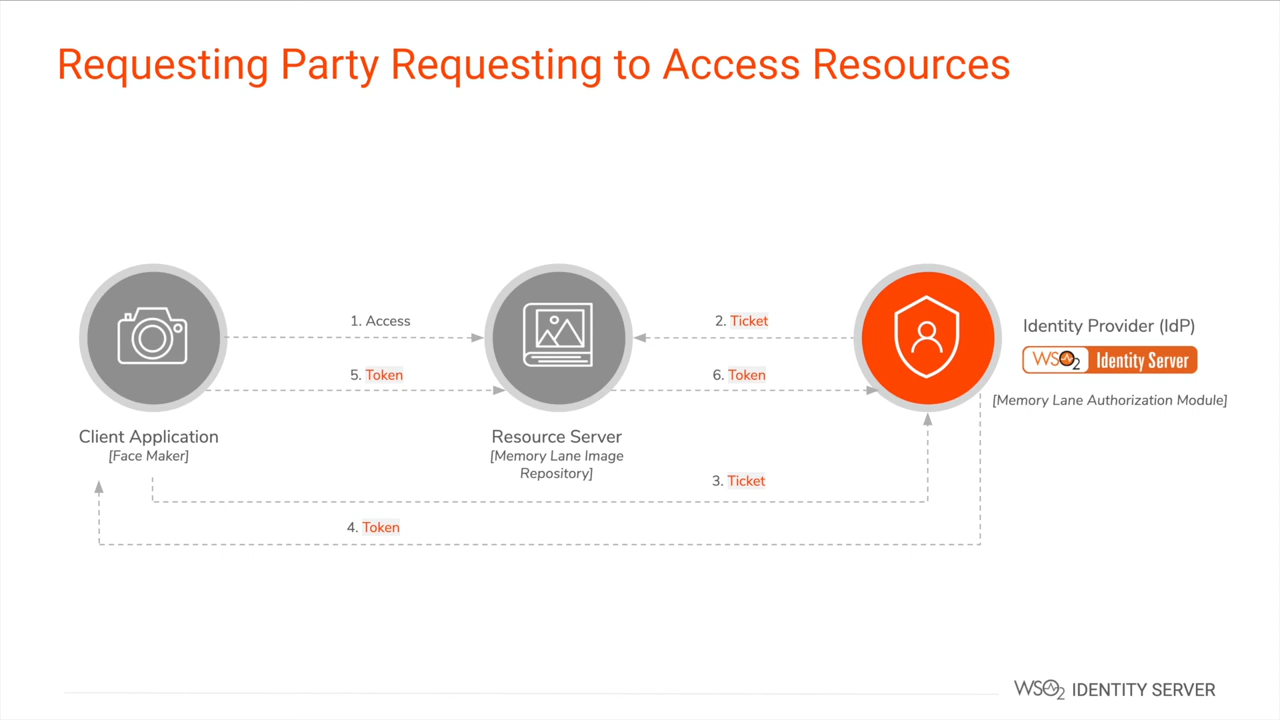 Requesting Party Requesting to Access Resources
1. Access
2. Ticket
5. Token
6. Token
Identity Provider (IdP)
WSO2 Identity Server
[Memory Lane Authorization Module]
Client Application
[Face Maker]
Resource Server
[Memory Lane Image
Repository]
3. Ticket
4. Token
WSO2 IDENTITY SERVER